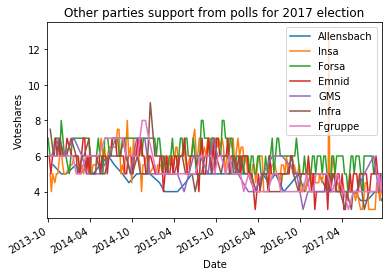 Other parties support from polls for 2017 election
Voteshares
12
10
8
6
4
Allensbach
Insa
Forsa
Emnid
GMS
Infra
Fgruppe
2013-10
2014-04
2014-10
2015-04
2015-10
2016-04
2016-10
2017-04
Date